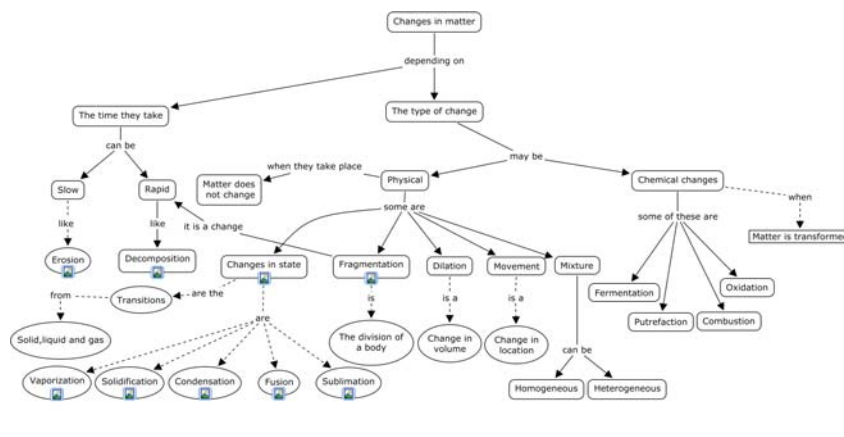 Changes in matter
depending on
The time they take
The type of change
can be
may be
when they take place
Slow
Rapid
Matter does
not change
Physical
Chemical changes
when
like
like
it is a change
some are
some of these are
Matter is transformed
Erosion
Decomposition
Changes in state
Fragmentation
Dilation
Movement
Mixture
Fermentation
Oxidation
from
Transitions
are the
is
is a
is a
Putrefaction
Combustion
are
Solid,liquid and gas
The division of
a body
Change in
volume
Change in
location
can be
Vaporization
Solidification
Condensation
Fusion
Sublimation
Homogeneous
Heterogeneous